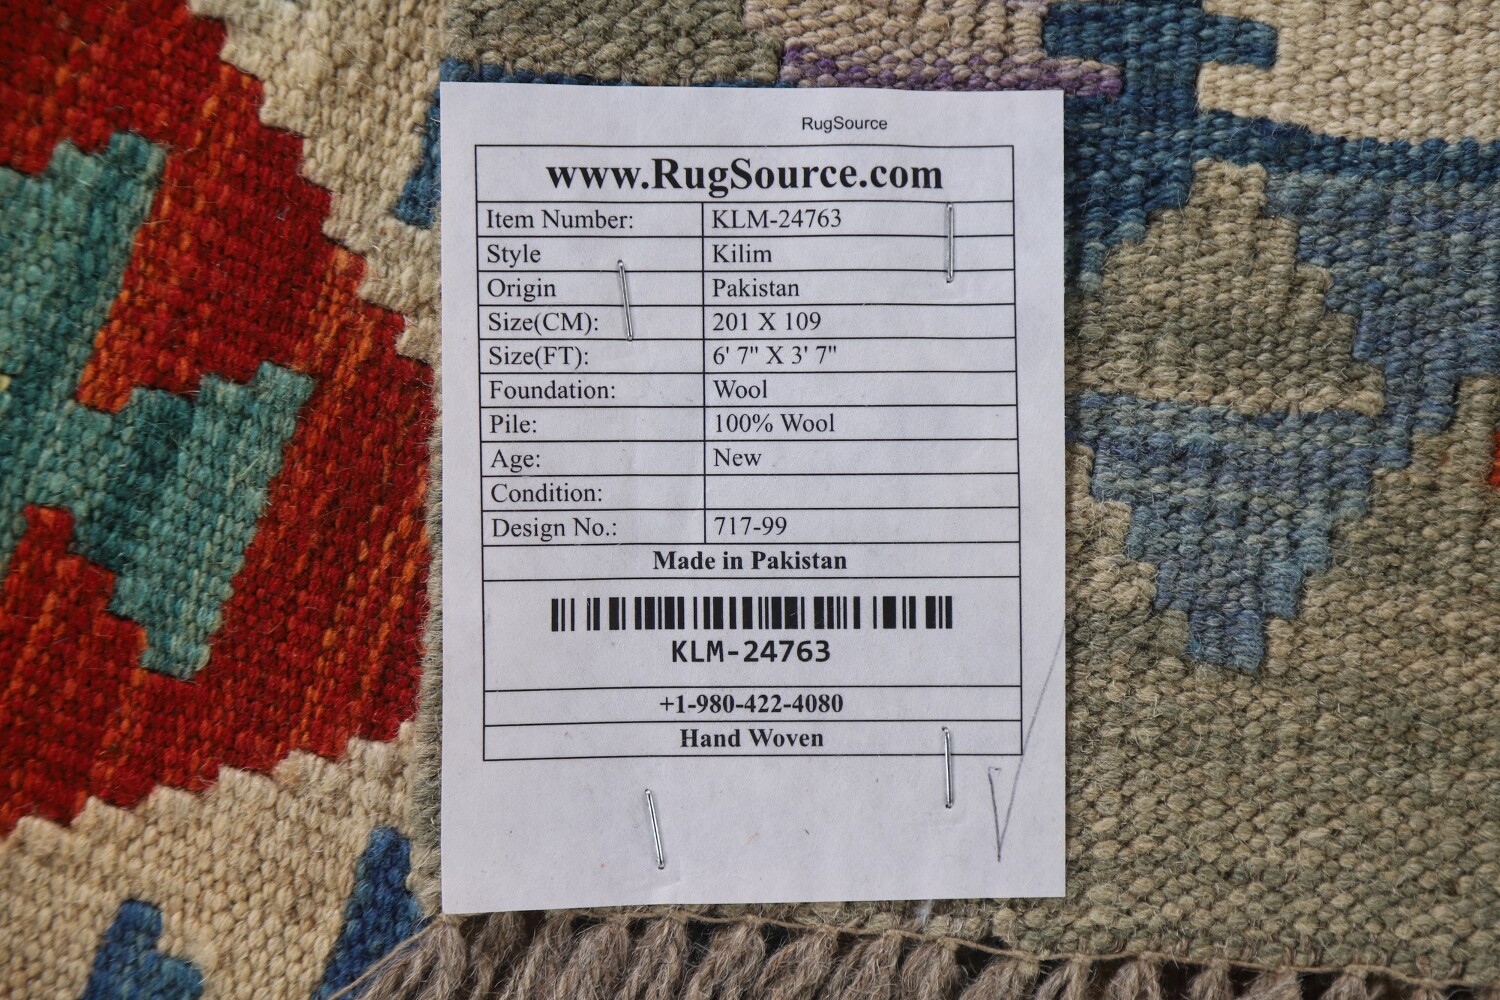 RugSource
www.RugSource.com
Item Number: KLM-24763
Style Kilim
Origin Pakistan
Size(CM): 201 X 109
Size(FT): 6' 7" X 3' 7"
Foundation: Wool
Pile: 100% Wool
Age: New
Condition:
Design No.: 717-99
Made in Pakistan
KLM-24763
+1-980-422-4080
Hand Woven